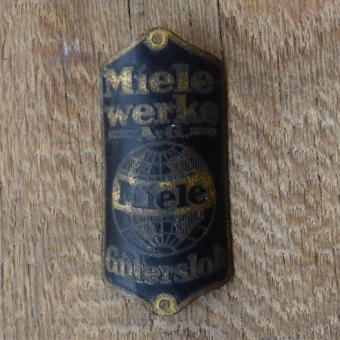 Miele-
werke
A.G.
Miele
Gütersloh